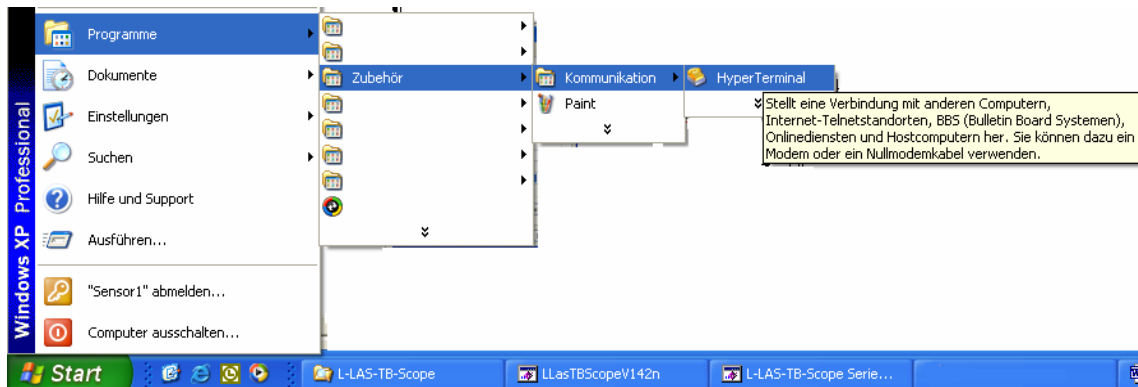 Windows XP Professional
Programme
Dokumente
Einstellungen
Suchen
Hilfe und Support
Ausführen...
"Sensor1" abmelden...
Computer ausschalten...
Zubehör
Kommunikation
Paint
HyperTerminal
Stellt eine Verbindung mit anderen Computern,
Internet-Telnetstandorten, BBS (Bulletin Board Systemen),
Onlinediensten und Hostcomputern her. Sie können dazu ein
Modem oder ein Nullmodemkabel verwenden.
Start
L-LAS-TB-Scope
LLasTBScopeV142n
L-LAS-TB-Scope Serie...